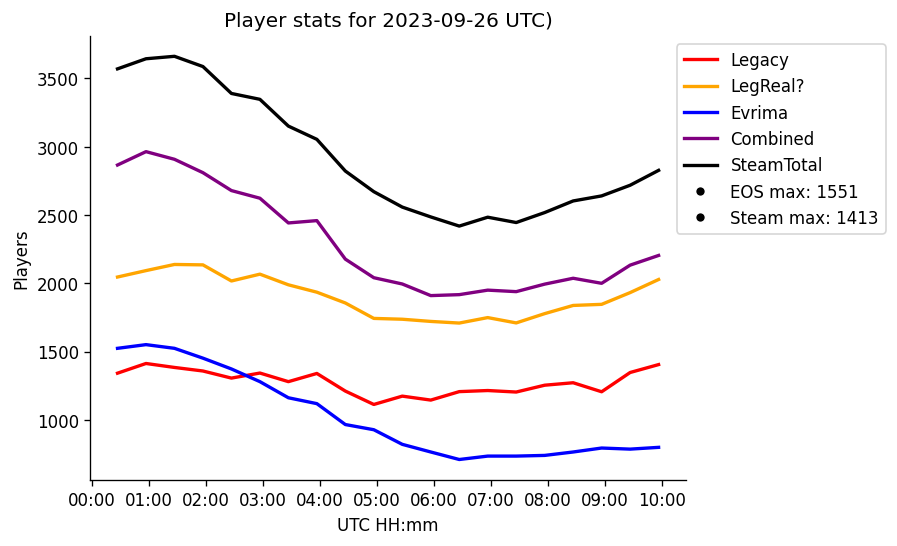 Player stats for 2023-09-26 UTC)
Legacy
LegReal?
Evrima
Combined
SteamTotal
EOS max: 1551
Steam max: 1413
Players
3500
3000
2500
2000
1500
1000
00:00 01:00 02:00 03:00 04:00 05:00 06:00 07:00 08:00 09:00 10:00
UTC HH:mm